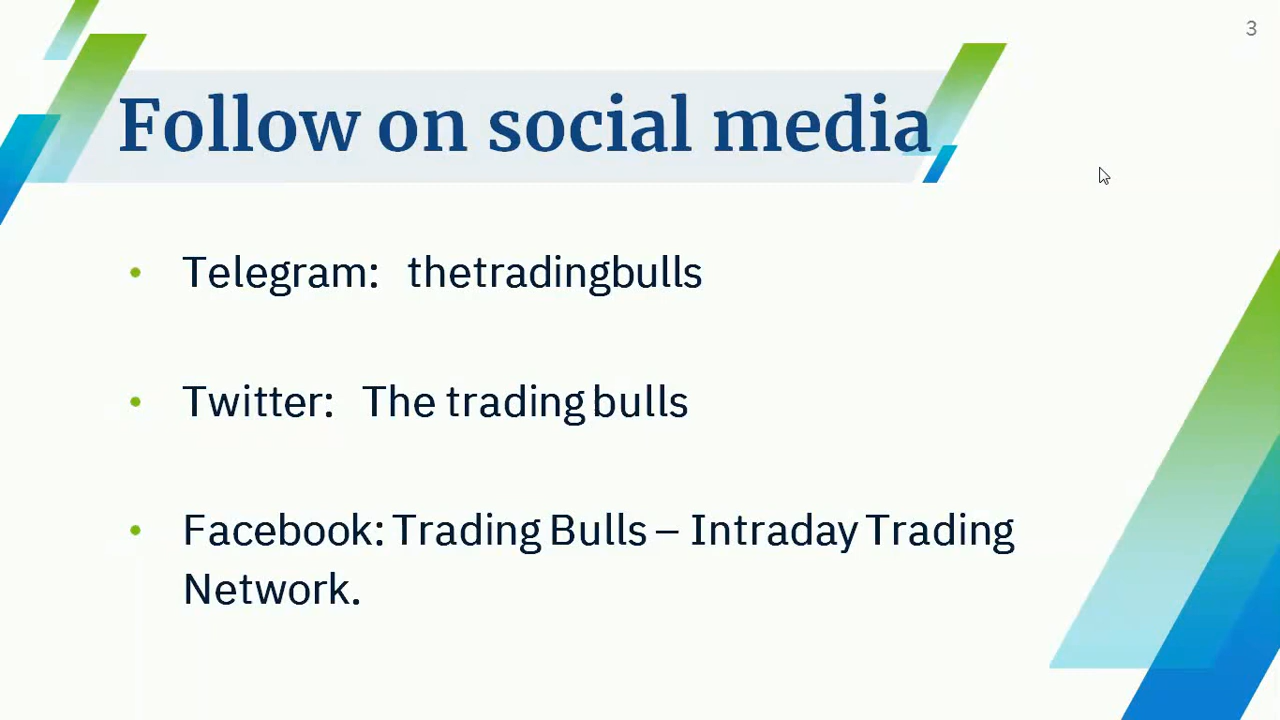 3
Follow on social media
• Telegram: thetradingbulls
• Twitter: The trading bulls
• Facebook: Trading Bulls – Intraday Trading
Network.